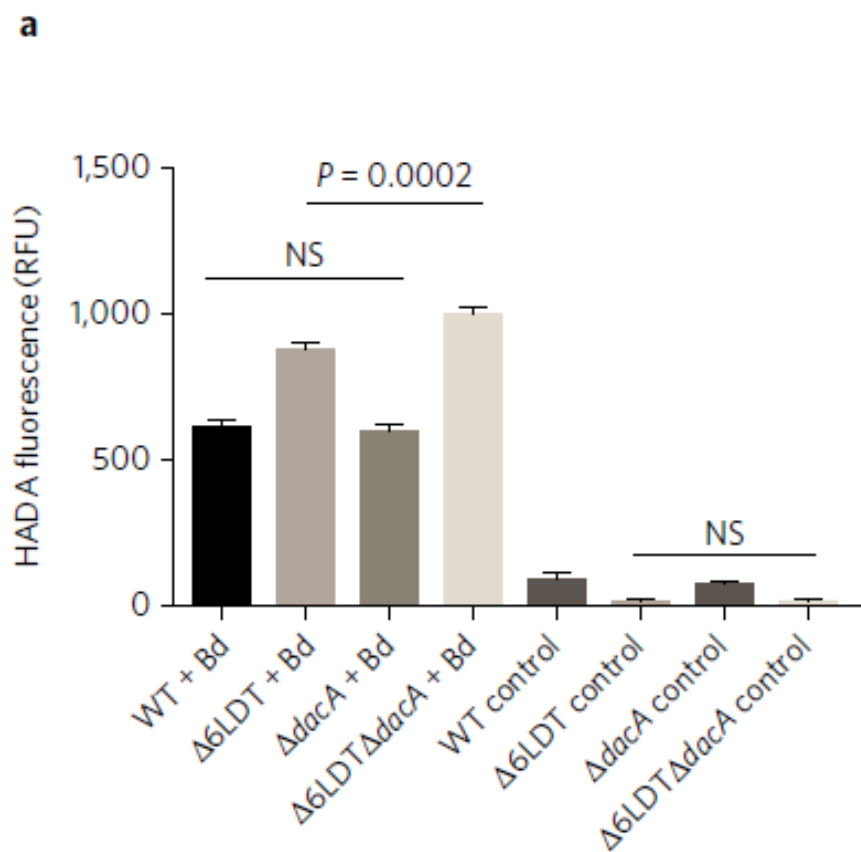 a
1,500
P = 0.0002
NS
1,000
500
NS
0
HADA fluorescence (RFU)
WT + Bd
Δ6LDT + Bd
ΔdacA + Bd
Δ6LDTΔdacA + Bd
WT control
Δ6LDT control
ΔdacA control
Δ6LDTΔdacA control